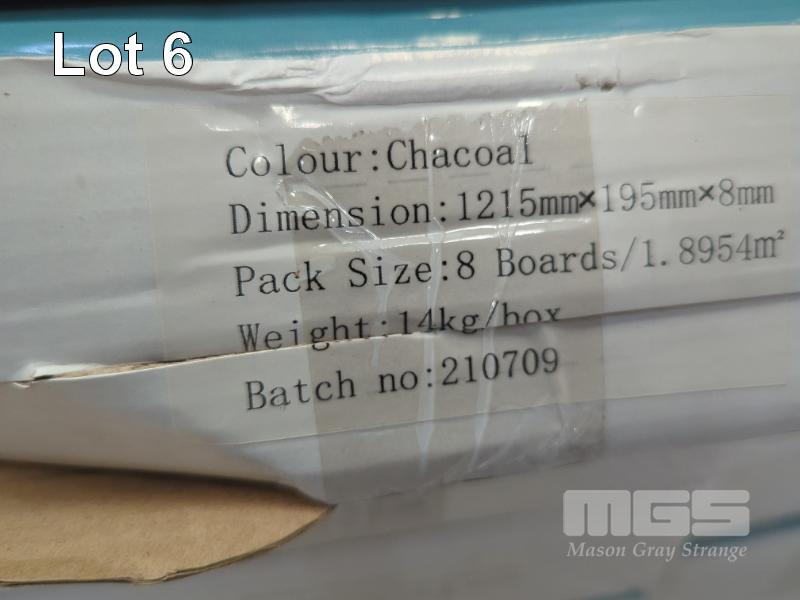 Lot 6
Colour:Chacoal
Dimension:1215mm×195mm×8mm
Pack Size:8 Boards/1.8954m²
Weight:14kg/box
Batch no:210709
MGS
Mason Gray Strange